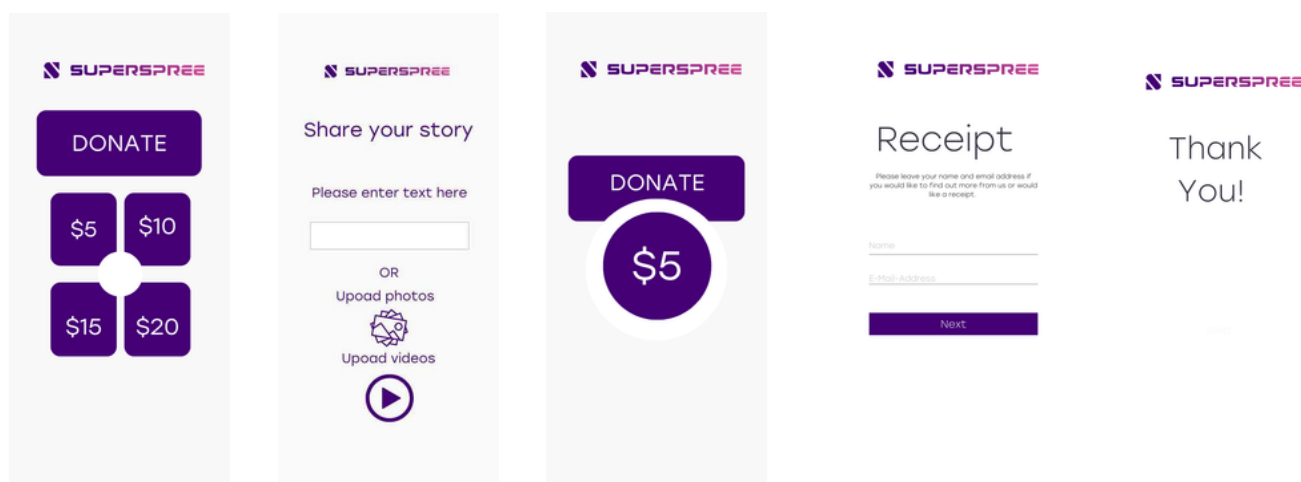 SUPERSPREE
DONATE
$5
$10
$15
$20
SUPERSPREE
Share your story
Please enter text here
OR
Upoad photos
Upoad videos
SUPERSPREE
DONATE
$5
SUPERSPREE
Receipt
Please leave your name and email address if
you would like to find out more from us or would
like a receipt.
Name
E-Mail-Address
Next
SUPERSPREE
Thank
You!